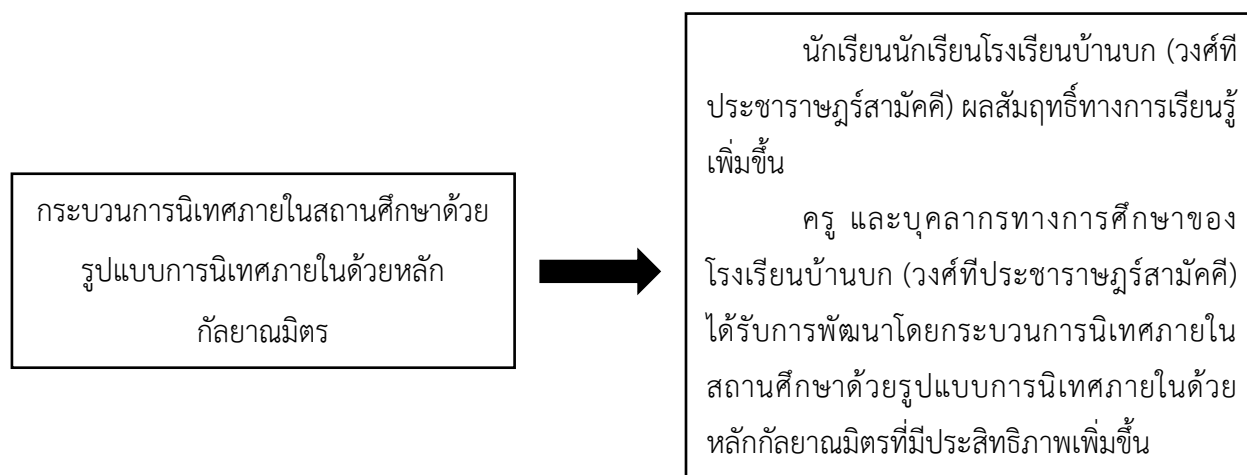 กระบวนการนิเทศภายในสถานศึกษาด้วย
รูปแบบการนิเทศภายในด้วยหลัก
กัลยาณมิตร
นักเรียนนักเรียนโรงเรียนบ้านบก (วงศ์ที
ประชาราษฎร์สามัคคี) ผลสัมฤทธิ์ทางการเรียนรู้
เพิ่มขึ้น
ครู และบุคลากรทางการศึกษาของ
โรงเรียนบ้านบก (วงศ์ทีประชาราษฎร์สามัคคี)
ได้รับการพัฒนาโดยกระบวนการนิเทศภายใน
สถานศึกษาด้วยรูปแบบการนิเทศภายในด้วย
หลักกัลยาณมิตรที่มีประสิทธิภาพเพิ่มขึ้น